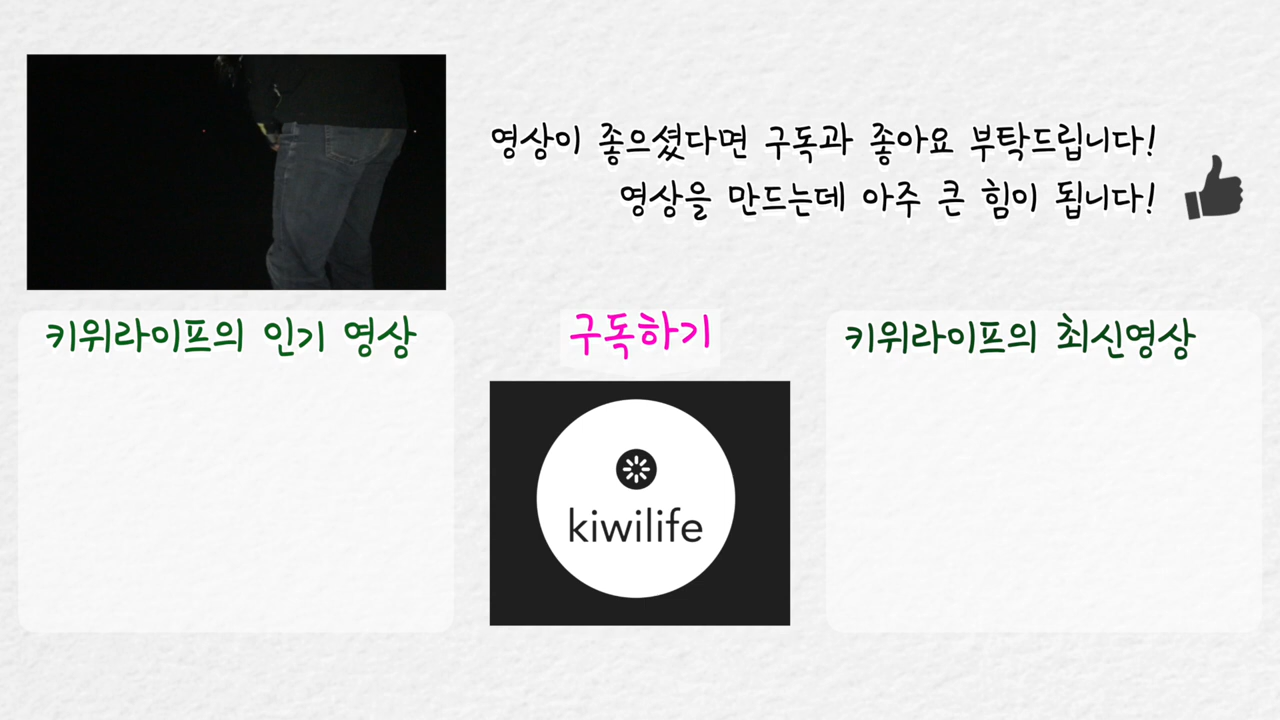 영상이 좋으셨다면 구독과 좋아요 부탁드립니다!
영상을 만드는데 아주 큰 힘이 됩니다!
키위라이프의 인기 영상
구독하기
키위라이프의 최신영상
kiwilife